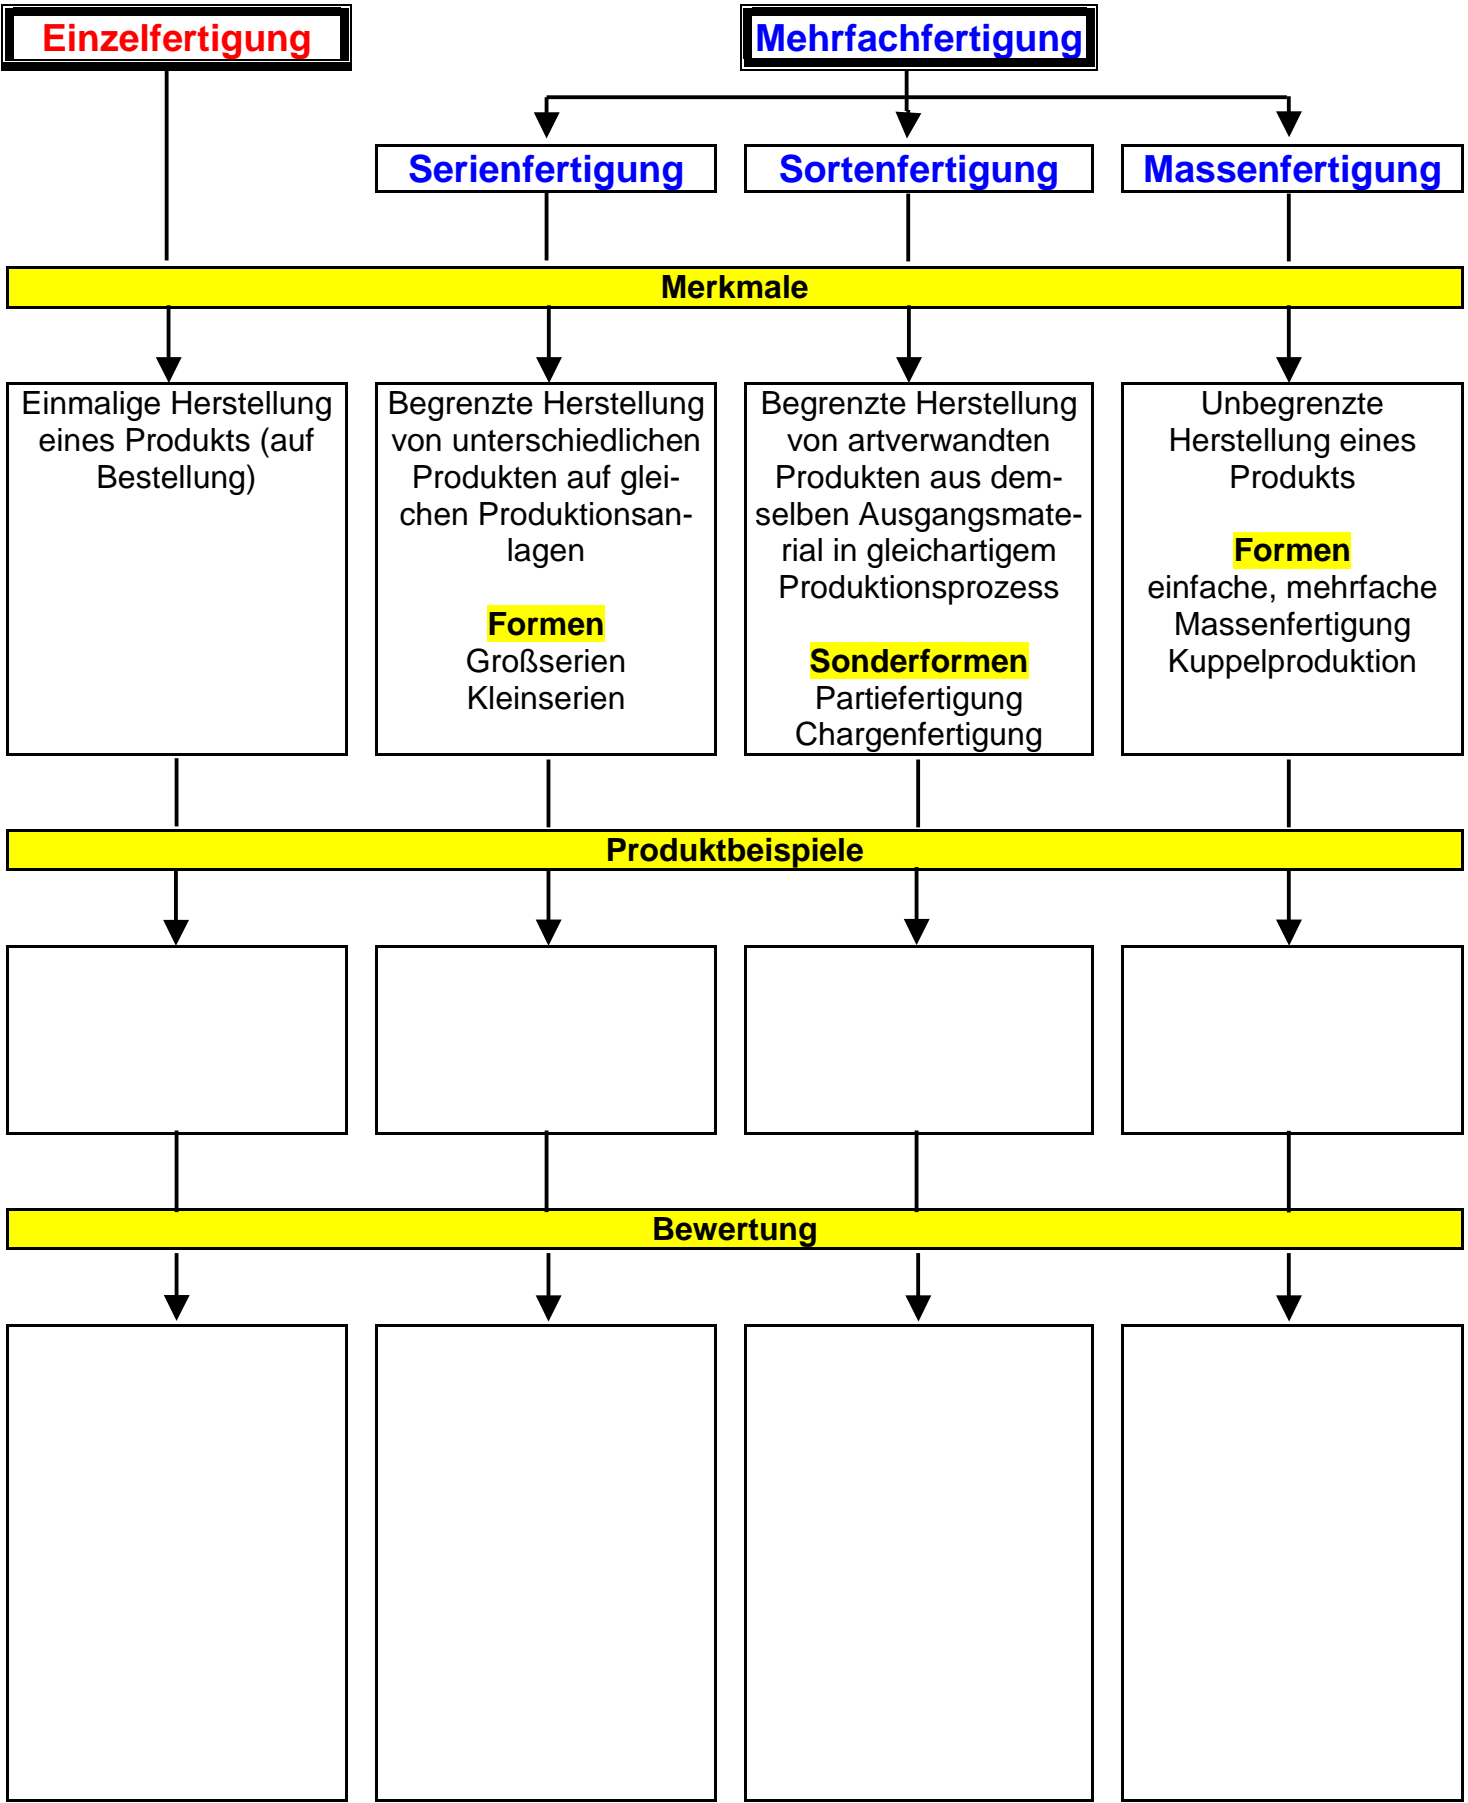 Einzelfertigung
Mehrfachfertigung
Serienfertigung
Sortenfertigung
Massenfertigung
Merkmale
Einmalige Herstellung
eines Produkts (auf
Bestellung)
Begrenzte Herstellung
von unterschiedlichen
Produkten auf glei-
chen Produktionsan-
lagen
Formen
Großserien
Kleinserien
Begrenzte Herstellung
von artverwandten
Produkten aus dem-
selben Ausgangsmate-
rial in gleichartigem
Produktionsprozess
Sonderformen
Partiefertigung
Chargenfertigung
Unbegrenzte
Herstellung eines
Produkts
Formen
einfache, mehrfache
Massenfertigung
Kuppelproduktion
Produktbeispiele
Bewertung